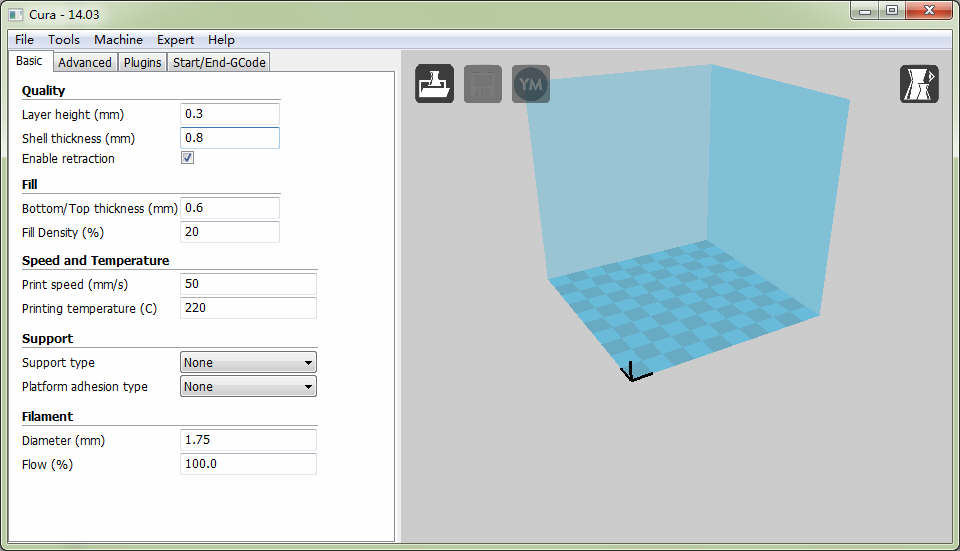 Cura - 14.03
File Tools Machine Expert Help
Basic Advanced Plugins Start/End-GCode
Quality
Layer height (mm) 0.3
Shell thickness (mm) 0.8
Enable retraction
Fill
Bottom/Top thickness (mm) 0.6
Fill Density (%) 20
Speed and Temperature
Print speed (mm/s) 50
Printing temperature (C) 220
Support
Support type None
Platform adhesion type None
Filament
Diameter (mm) 1.75
Flow (%) 100.0
YM